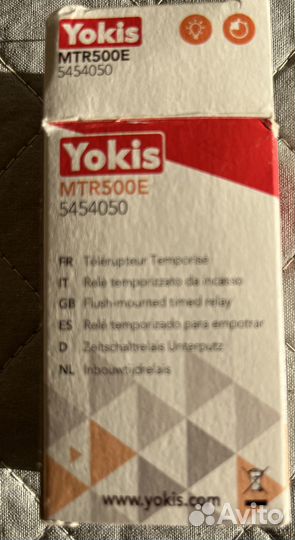 Yokis
MTR500E
5454050
Yokis
MTR500E
5454050
FR Télérupteur Temporisé
IT Relè temporizzato da incasso
GB Flush-mounted timed relay
ES Relé temporizado para empotrar
D Zeitschaltrelais Unterputz
NL Inbouwtijdrelais
www.yokis.com
Avito